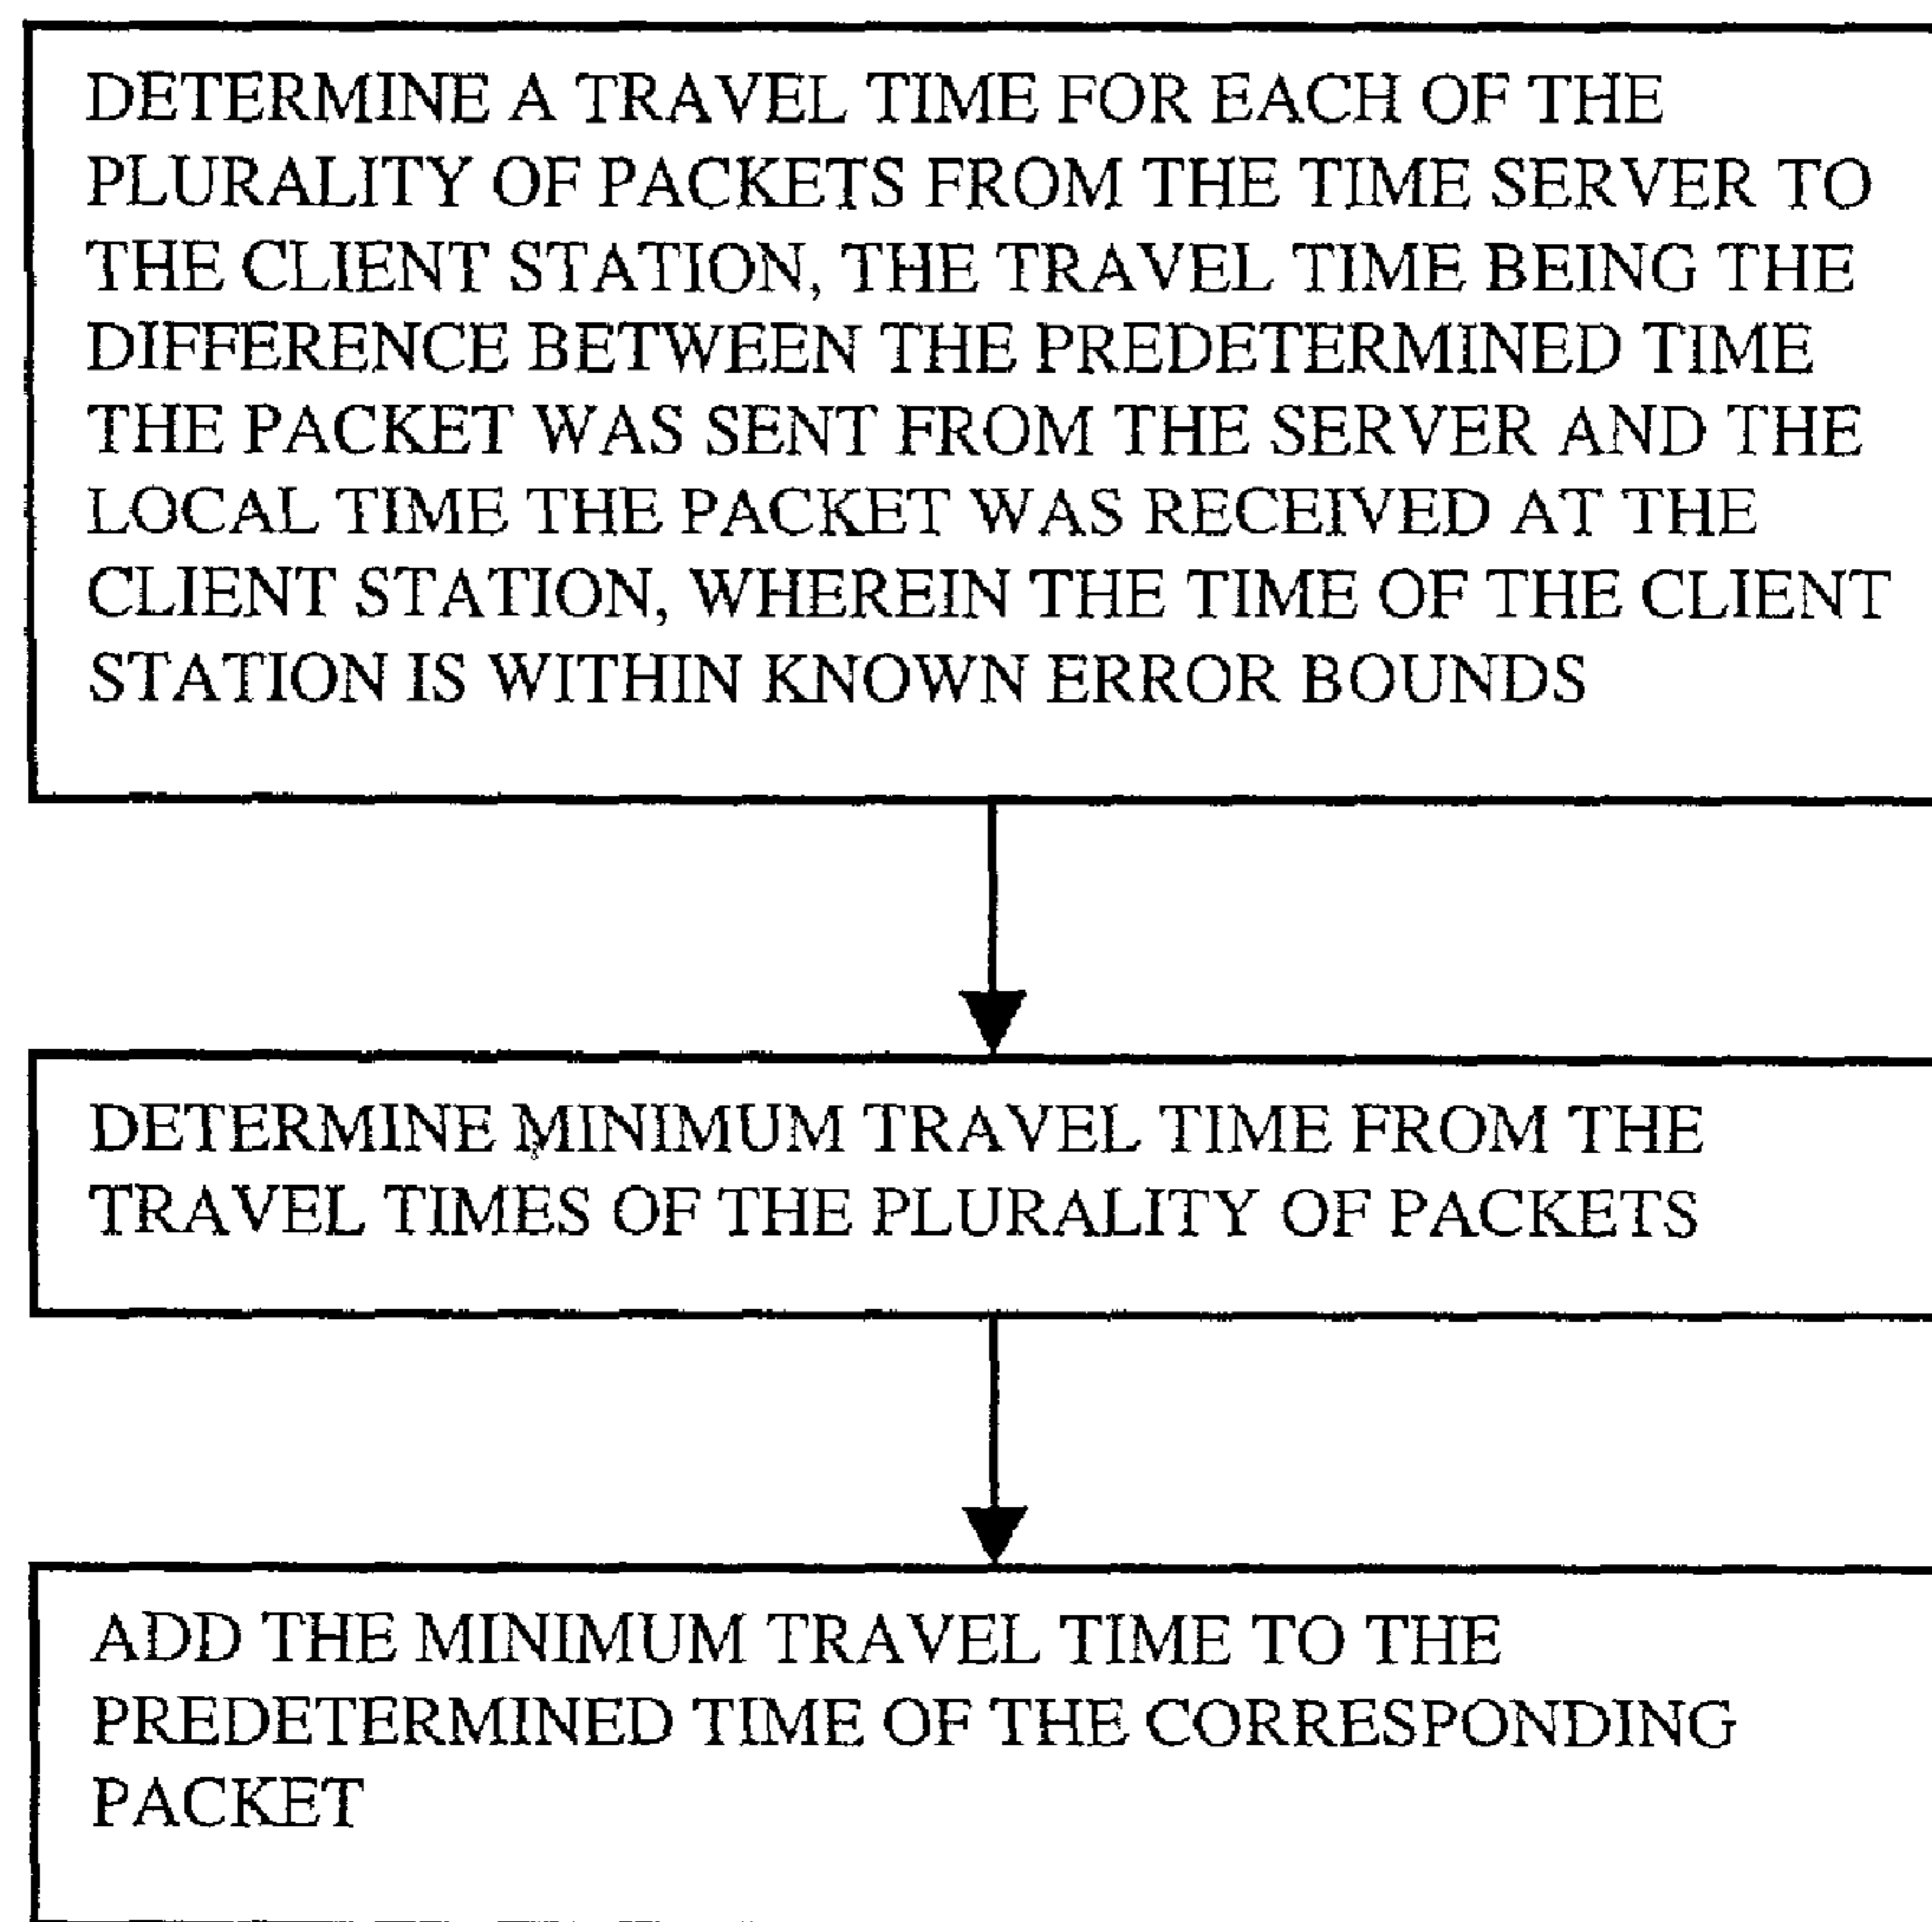 DETERMINE A TRAVEL TIME FOR EACH OF THE
PLURALITY OF PACKETS FROM THE TIME SERVER TO
THE CLIENT STATION, THE TRAVEL TIME BEING THE
DIFFERENCE BETWEEN THE PREDETERMINED TIME
THE PACKET WAS SENT FROM THE SERVER AND THE
LOCAL TIME THE PACKET WAS RECEIVED AT THE
CLIENT STATION, WHEREIN THE TIME OF THE CLIENT
STATION IS WITHIN KNOWN ERROR BOUNDS
DETERMINE MINIMUM TRAVEL TIME FROM THE
TRAVEL TIMES OF THE PLURALITY OF PACKETS
ADD THE MINIMUM TRAVEL TIME TO THE
PREDETERMINED TIME OF THE CORRESPONDING
PACKET